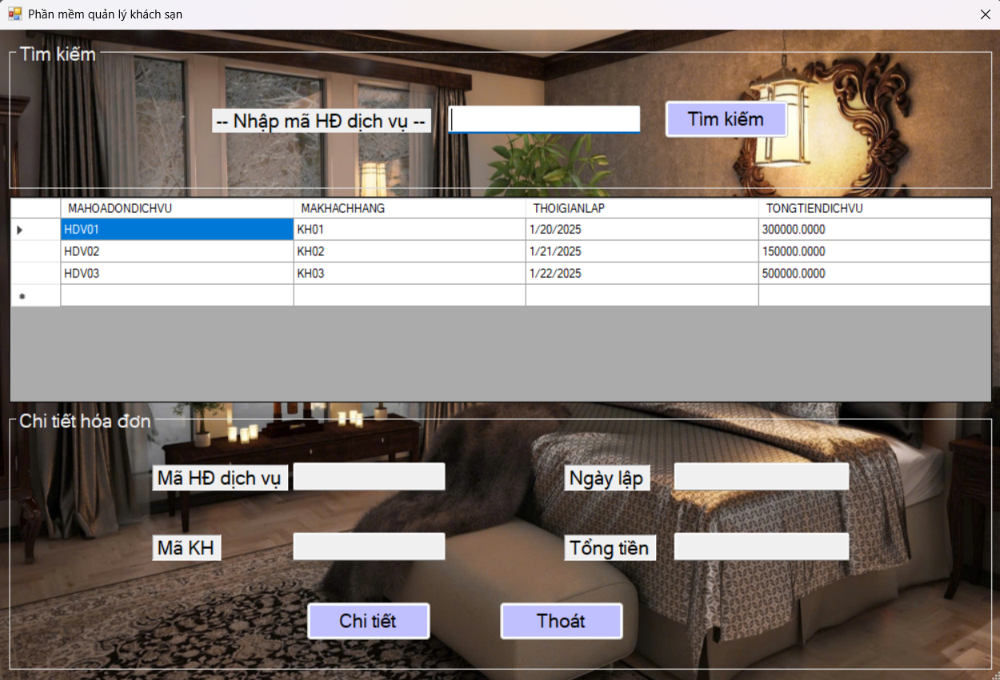 Phần mềm quản lý khách sạn
Tìm kiếm
-- Nhập mã HĐ dịch vụ --
Tìm kiếm
MAHOADONDICHVU MAKHACHHANG THOIGIANLAP TONGTIENDICHVU
HDV01 KH01 1/20/2025 300000.0000
HDV02 KH02 1/21/2025 150000.0000
HDV03 KH03 1/22/2025 500000.0000
Chi tiết hóa đơn
Mã HĐ dịch vụ Ngày lập
Mã KH Tổng tiền
Chi tiết Thoát